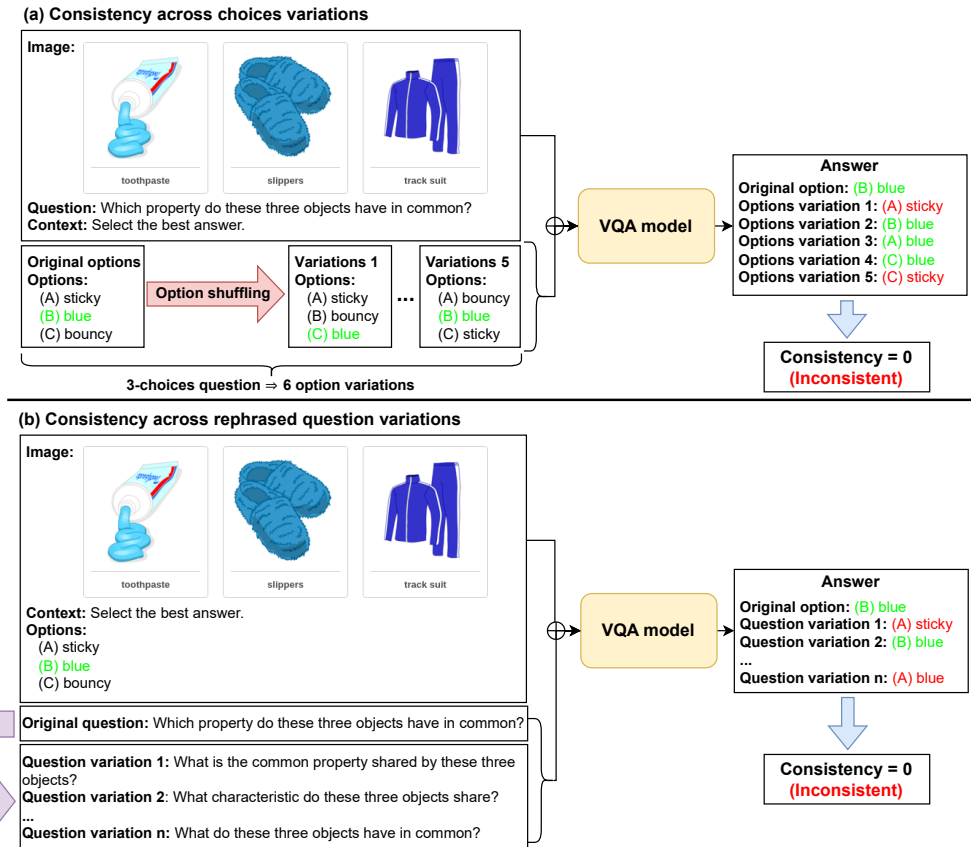 (a) Consistency across choices variations
Image:
toothpaste
slippers
track suit
Question: Which property do these three objects have in common?
Context: Select the best answer.
Original options
Options:
(A) sticky
(B) blue
(C) bouncy
Option shuffling
Variations 1
Options:
(A) sticky
(B) bouncy
(C) blue
...
Variations 5
Options:
(A) bouncy
(B) blue
(C) sticky
3-choices question ⇒ 6 option variations
VQA model
Answer
Original option: (B) blue
Options variation 1: (A) sticky
Options variation 2: (B) blue
Options variation 3: (A) blue
Options variation 4: (C) blue
Options variation 5: (C) sticky
Consistency = 0
(Inconsistent)
(b) Consistency across rephrased question variations
Image:
toothpaste
slippers
track suit
Context: Select the best answer.
Options:
(A) sticky
(B) blue
(C) bouncy
Original question: Which property do these three objects have in common?
Question variation 1: What is the common property shared by these three
objects?
Question variation 2: What characteristic do these three objects share?
...
Question variation n: What do these three objects have in common?
VQA model
Answer
Original option: (B) blue
Question variation 1: (A) sticky
Question variation 2: (B) blue
...
Question variation n: (A) blue
Consistency = 0
(Inconsistent)